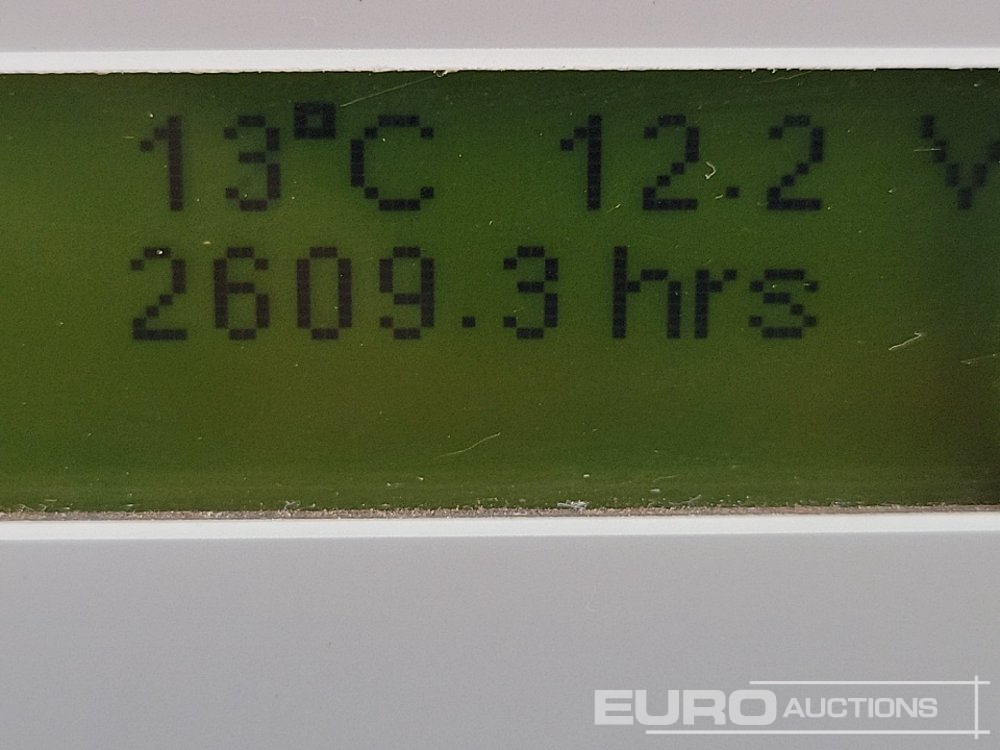 13°C 12.2 V
2609.3 hrs
EURO AUCTIONS